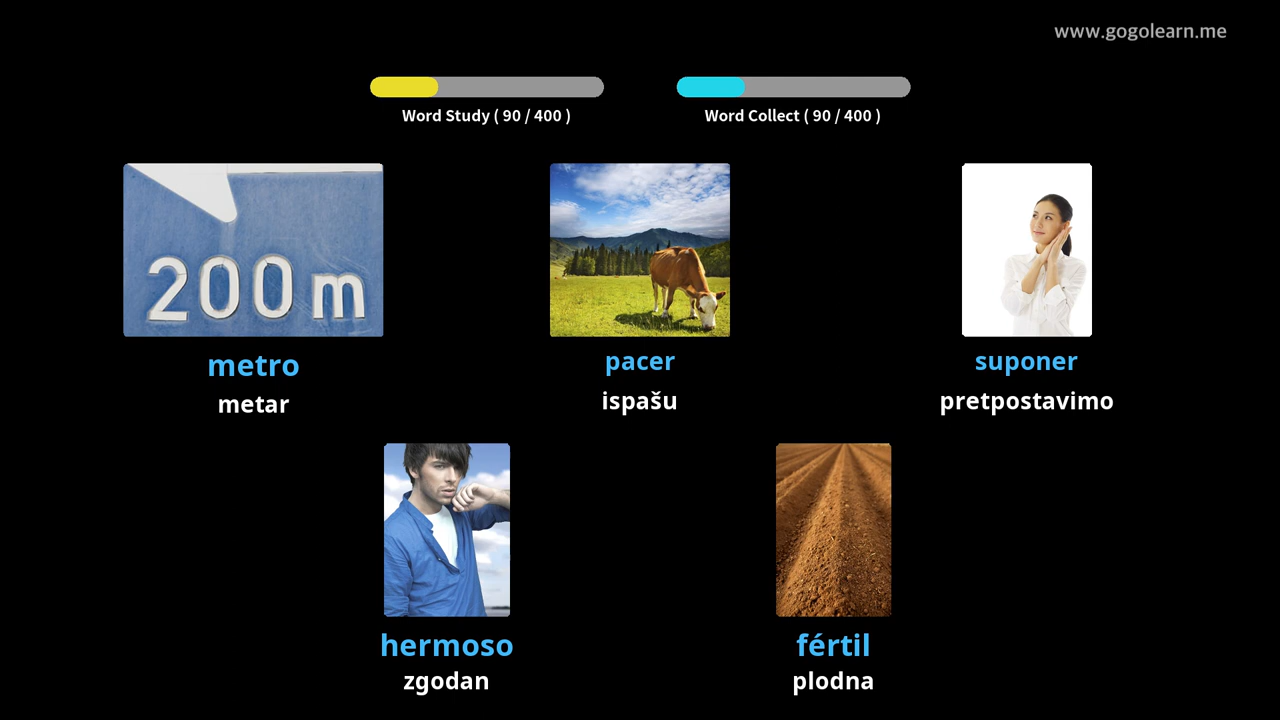 www.gogolearn.me
Word Study ( 90 / 400 )
Word Collect ( 90 / 400 )
200 m
metro
metar
pacer
ispašu
suponer
pretpostavimo
hermoso
zgodan
fértil
plodna